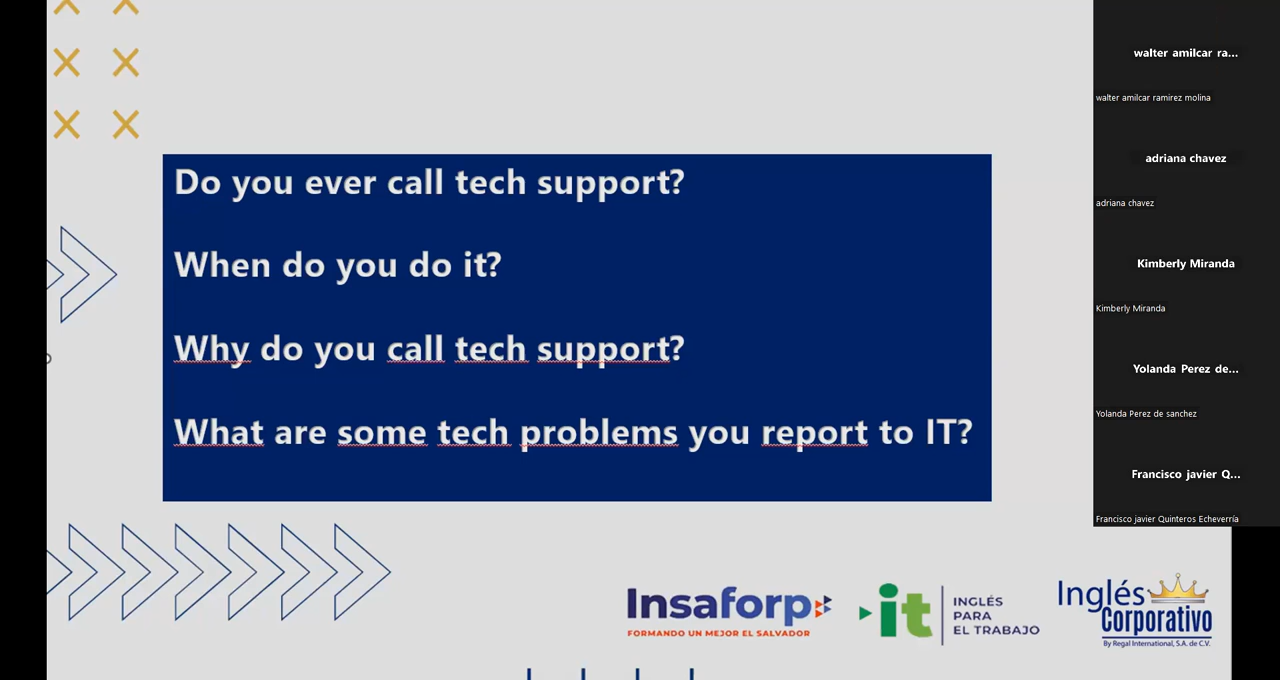 Do you ever call tech support?
When do you do it?
Why do you call tech support?
What are some tech problems you report to IT?
Insaforp
FORMANDO UN MEJOR EL SALVADOR
it
INGLÉS
PARA
EL TRABAJO
Inglés
Corporativo
By Regal International, S.A. de C.V.
walter amilcar ra...
walter amilcar ramirez molina
adriana chavez
adriana chavez
Kimberly Miranda
Kimberly Miranda
Yolanda Perez de...
Yolanda Perez de sanchez
Francisco javier Q...
Francisco javier Quinteros Echeverría